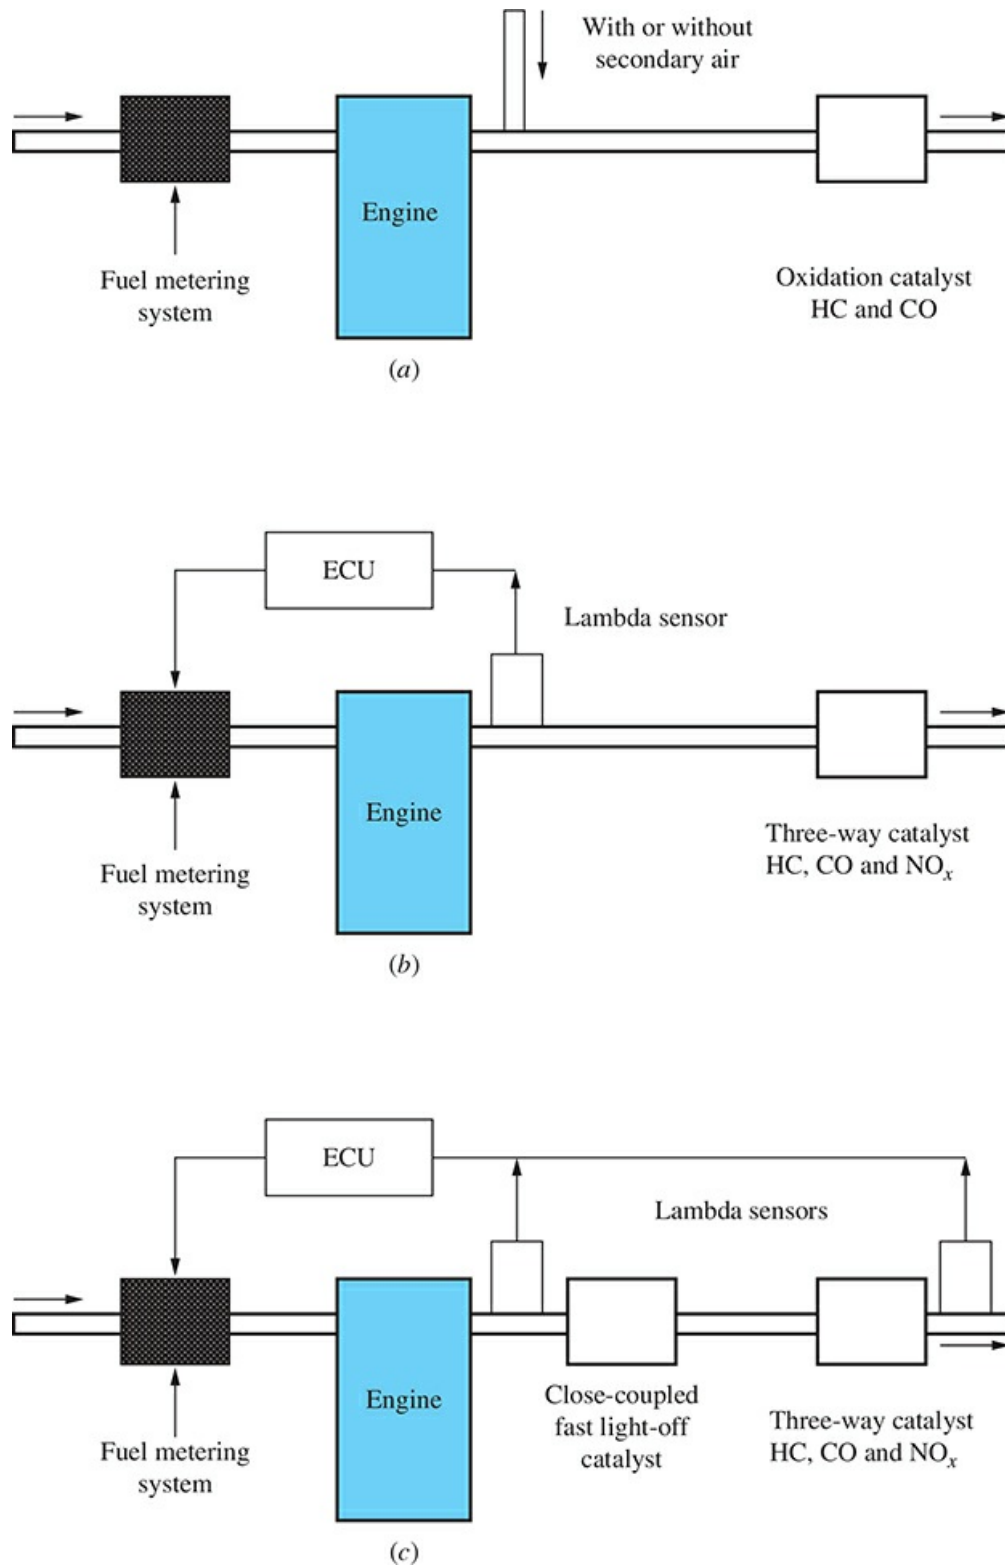 With or without
secondary air
Engine
Fuel metering
system
Oxidation catalyst
HC and CO
(a)
ECU
Lambda sensor
Engine
Fuel metering
system
Three-way catalyst
HC, CO and NOx
(b)
ECU
Lambda sensors
Engine
Close-coupled
fast light-off
catalyst
Three-way catalyst
HC, CO and NOx
Fuel metering
system
(c)